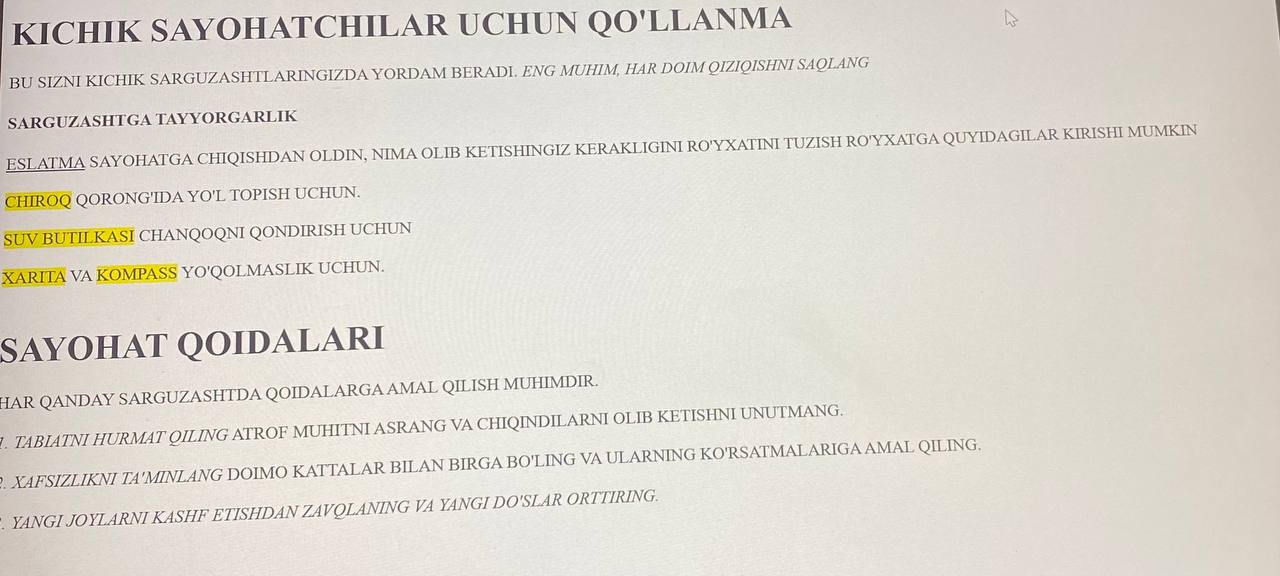 KICHIK SAYOHATCHILAR UCHUN QO'LLANMA
BU SIZNI KICHIK SARGUZASHTLARINGIZDA YORDAM BERADI. ENG MUHIM, HAR DOIM QIZIQISHNI SAQLANG
SARGUZASHTGA TAYYORGARLIK
ESLATMA SAYOHATGA CHIQISHDAN OLDIN, NIMA OLIB KETISHINGIZ KERAKLIGINI RO'YXATINI TUZISH RO'YXATGA QUYIDAGILAR KIRISHI MUMKIN
CHIROQ QORONG'IDA YO'L TOPISH UCHUN.
SUV BUTILKASI CHANQOQNI QONDIRISH UCHUN
XARITA VA KOMPASS YO'QOLMASLIK UCHUN.
SAYOHAT QOIDALARI
HAR QANDAY SARGUZASHTDA QOIDALARGA AMAL QILISH MUHIMDIR.
1. TABIATNI HURMAT QILING ATROF MUHITNI ASRANG VA CHIQINDILARNI OLIB KETISHNI UNUTMANG.
2. XAFSIZLIKNI TA'MINLANG DOIMO KATTALAR BILAN BIRGA BO'LING VA ULARNING KO'RSATMALARIGA AMAL QILING.
. YANGI JOYLARNI KASHF ETISHDAN ZAVQLANING VA YANGI DO'SLAR ORTTIRING.